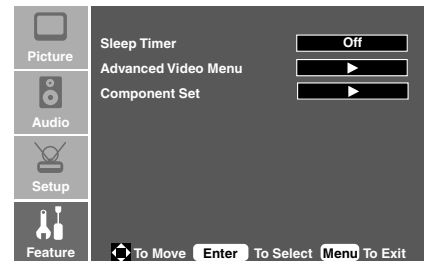 Picture
Audio
Setup
Feature
Sleep Timer Off
Advanced Video Menu
Component Set
To Move Enter To Select Menu To Exit